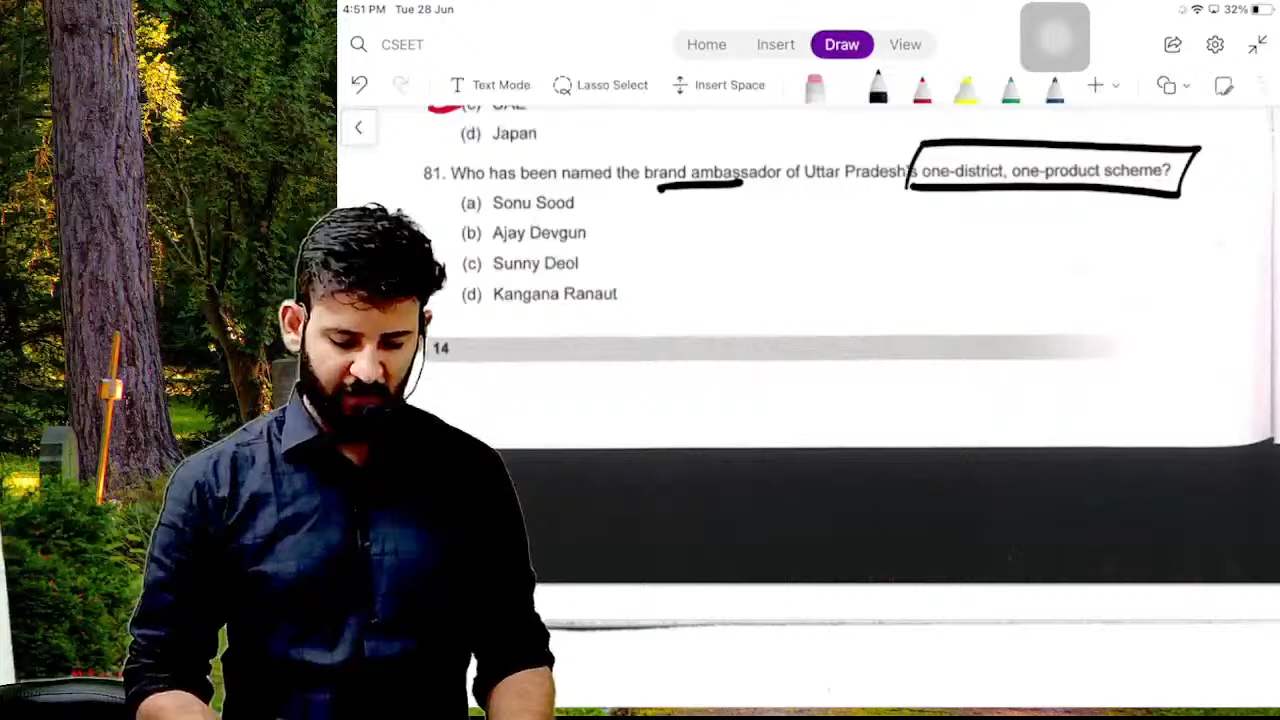 4:51 PM Tue 28 Jun
32%
CSEET
Home Insert Draw View
Text Mode Lasso Select Insert Space
(c) UAE
(d) Japan
81. Who has been named the brand ambassador of Uttar Pradesh's one-district, one-product scheme?
(a) Sonu Sood
(b) Ajay Devgun
(c) Sunny Deol
(d) Kangana Ranaut
14